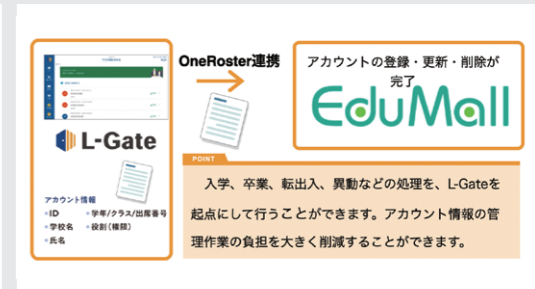 OneRoster連携
アカウントの登録・更新・削除が
完了
EduMall
L-Gate
アカウント情報
・ID
・学校名
・氏名
・学年/クラス/出席番号
・役割(権限)
POINT
入学、卒業、転出入、異動などの処理を、L-Gateを
起点にして行うことができます。アカウント情報の管
理作業の負担を大きく削減することができます。